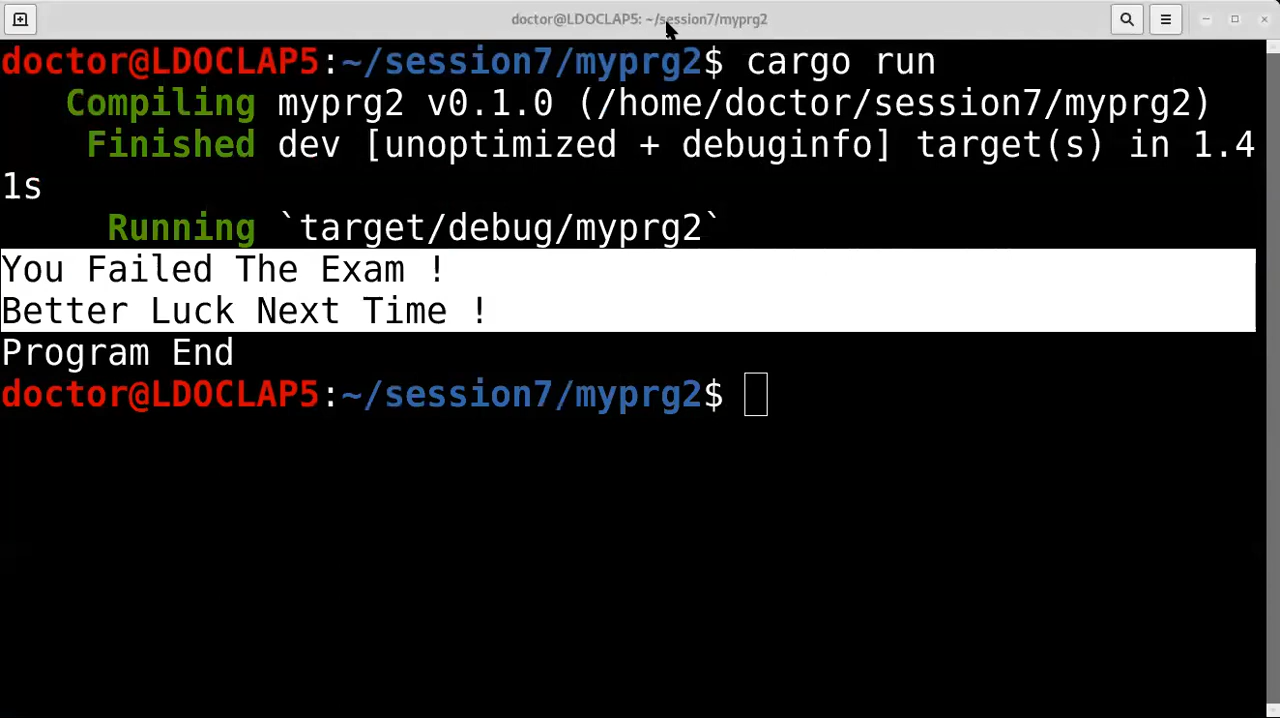 doctor@LDOCLAP5: ~/session7/myprg2
doctor@LDOCLAP5:~/session7/myprg2$ cargo run
Compiling myprg2 v0.1.0 (/home/doctor/session7/myprg2)
Finished dev [unoptimized + debuginfo] target(s) in 1.4
1s
Running `target/debug/myprg2`
You Failed The Exam !
Better Luck Next Time !
Program End
doctor@LDOCLAP5:~/session7/myprg2$